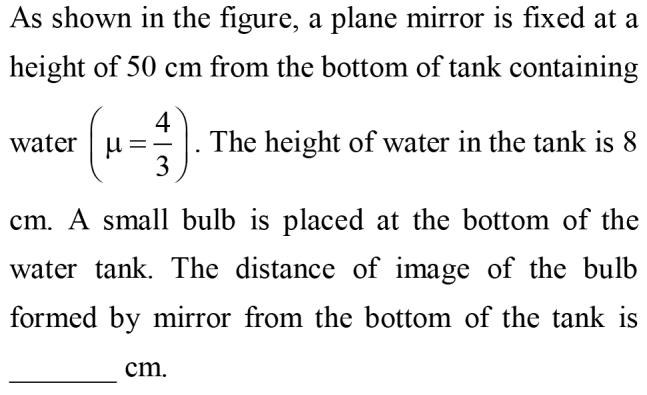 As shown in the figure, a plane mirror is fixed at a
height of 50 cm from the bottom of tank containing
water (μ = 4/3). The height of water in the tank is 8
cm. A small bulb is placed at the bottom of the
water tank. The distance of image of the bulb
formed by mirror from the bottom of the tank is
________ cm.